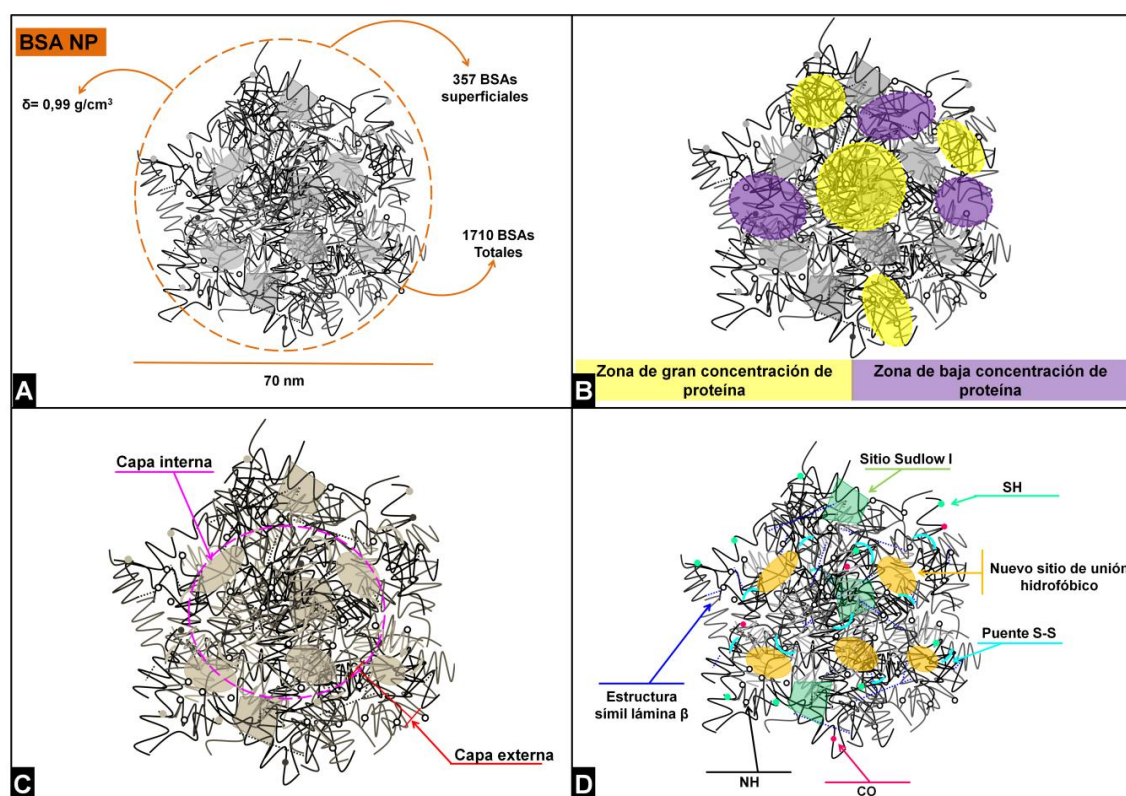 BSA NP
δ= 0,99 g/cm³
357 BSAs
superficiales
1710 BSAs
Totales
70 nm
A
Zona de gran concentración de
proteína
Zona de baja concentración de
proteína
B
Capa interna
Capa externa
C
Sitio Sudlow I
SH
Nuevo sitio de unión
hidrofóbico
Puente S-S
Estructura
símil lámina β
NH
CO
D